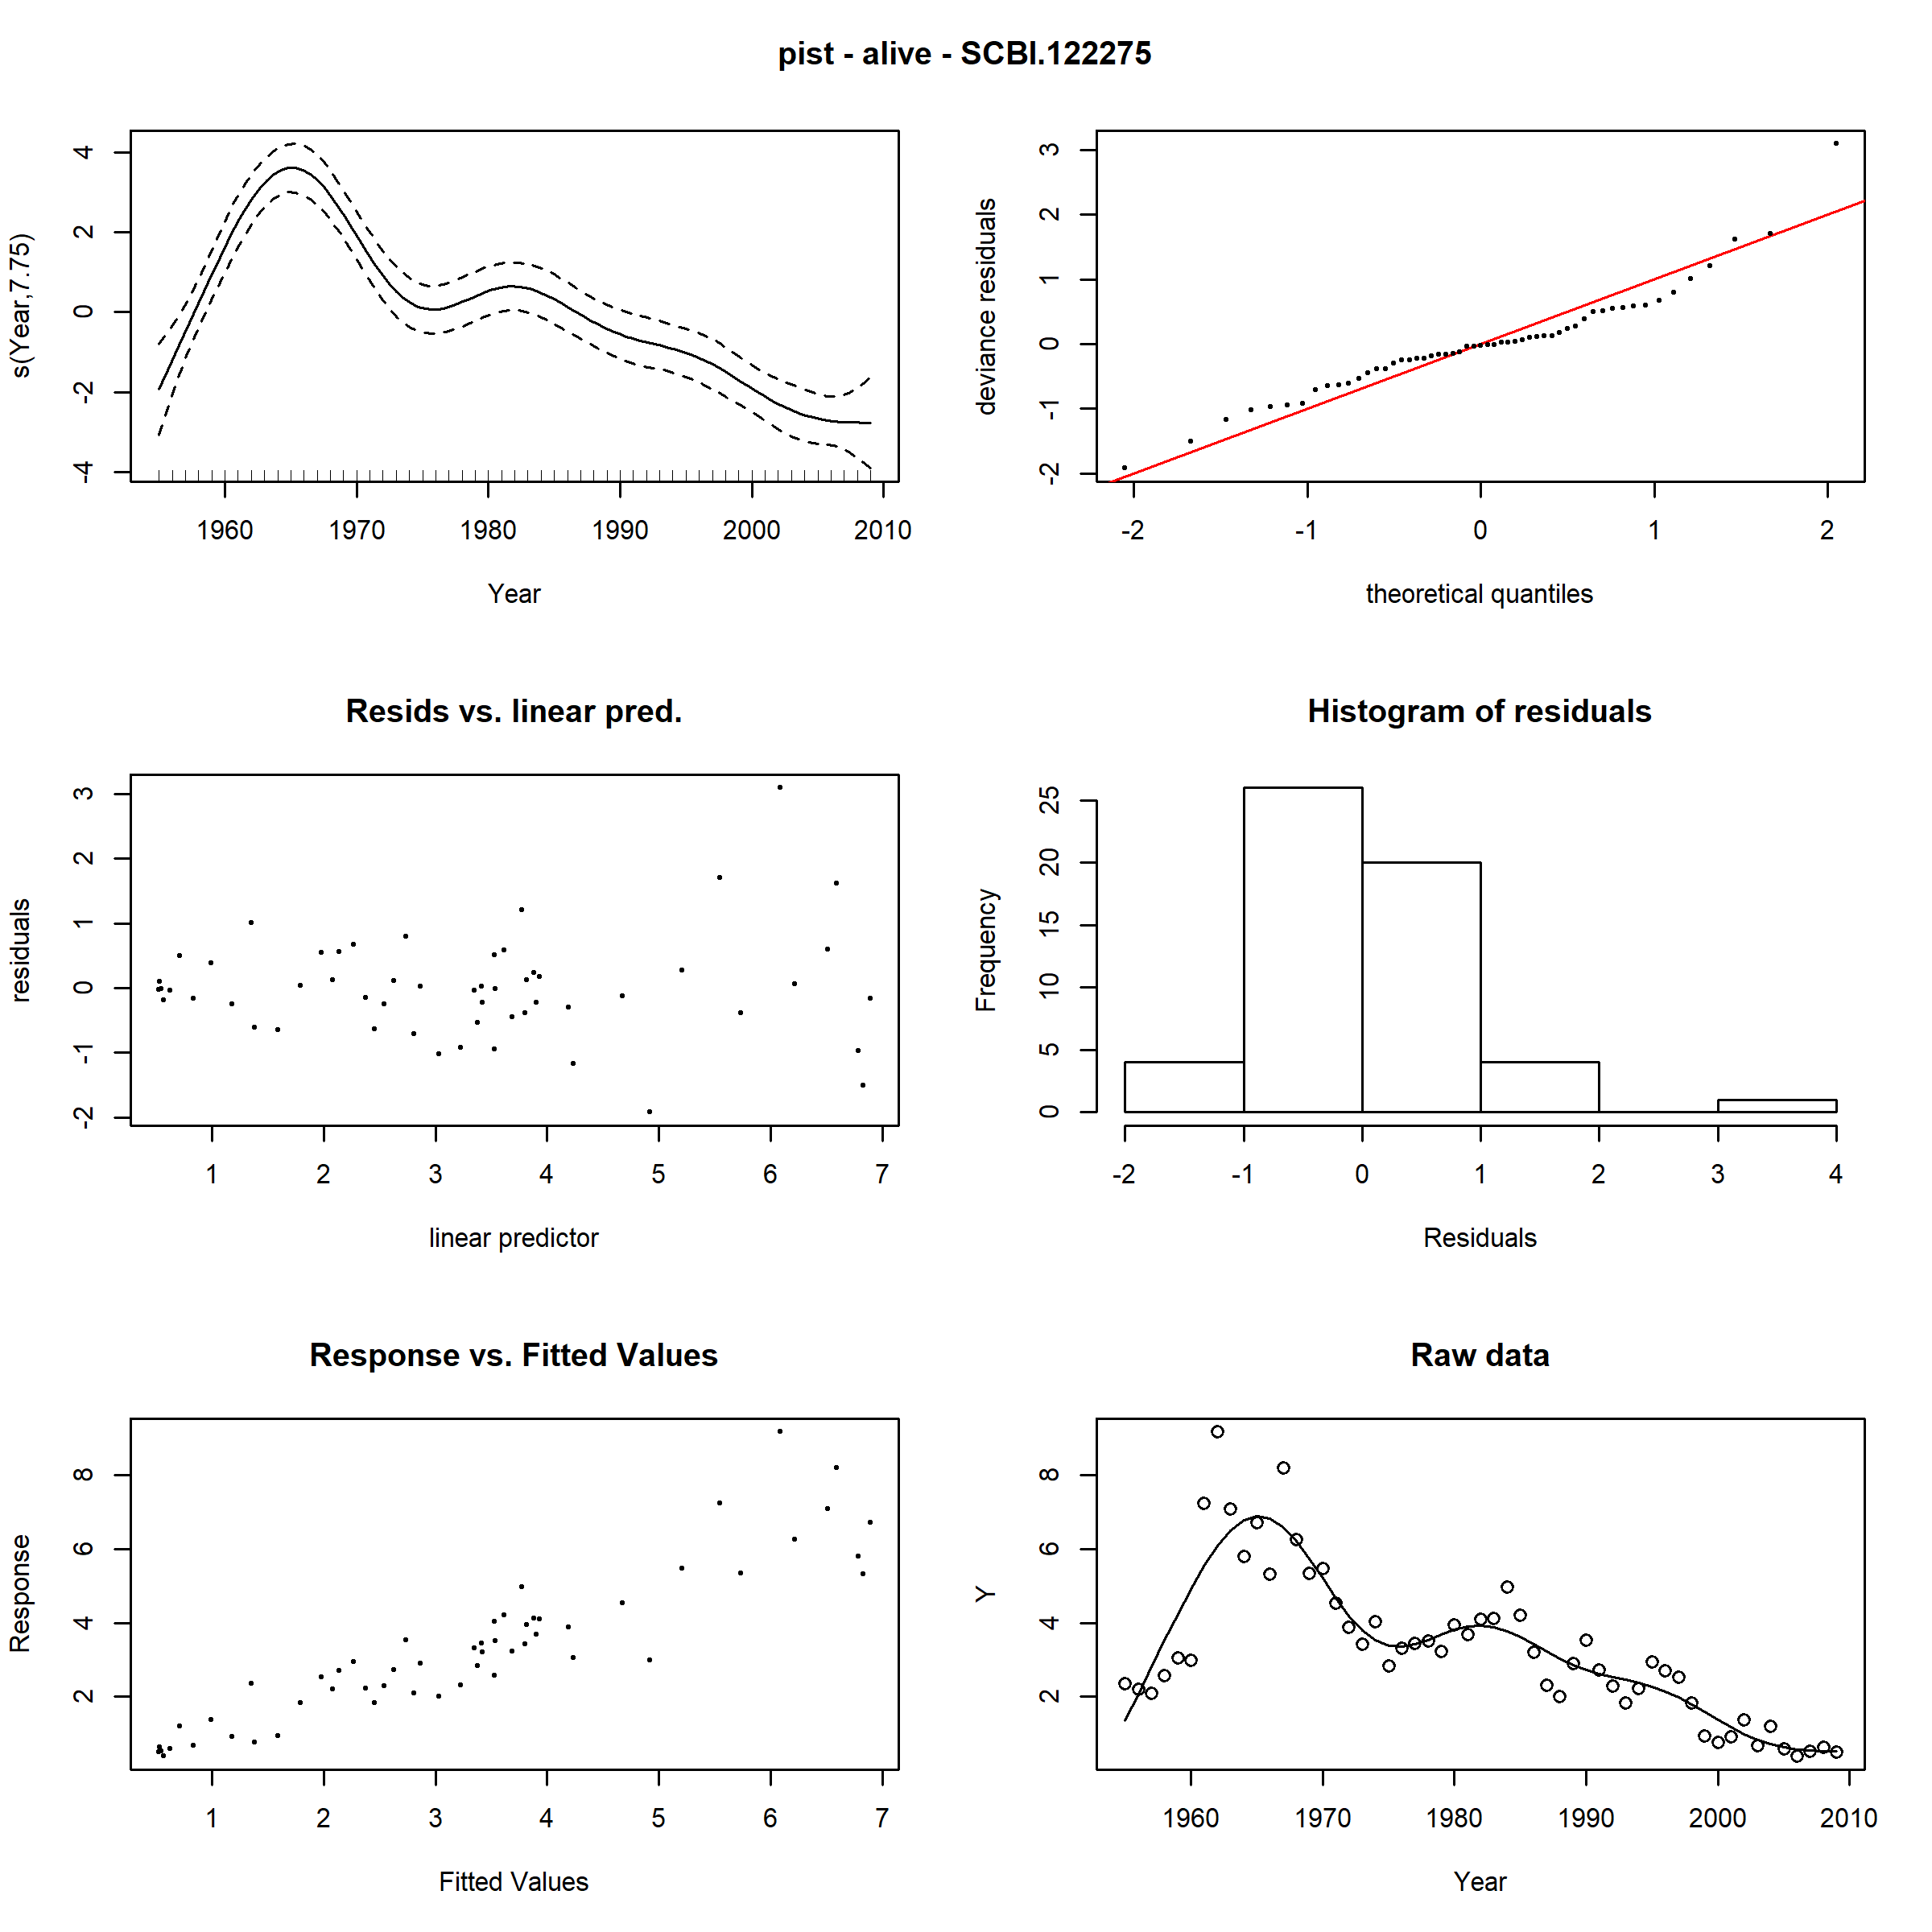 pist - alive - SCBI.122275
s(Year,7.75)
4
2
0
-2
-4
1960 1970 1980 1990 2000 2010
Year
deviance residuals
3
2
1
0
-1
-2
-2 -1 0 1 2
theoretical quantiles
Resids vs. linear pred.
residuals
3
2
1
0
-1
-2
1 2 3 4 5 6 7
linear predictor
Histogram of residuals
Frequency
25
20
15
10
5
0
-2 -1 0 1 2 3 4
Residuals
Response vs. Fitted Values
Response
8
6
4
2
1 2 3 4 5 6 7
Fitted Values
Raw data
Y
8
6
4
2
1960 1970 1980 1990 2000 2010
Year